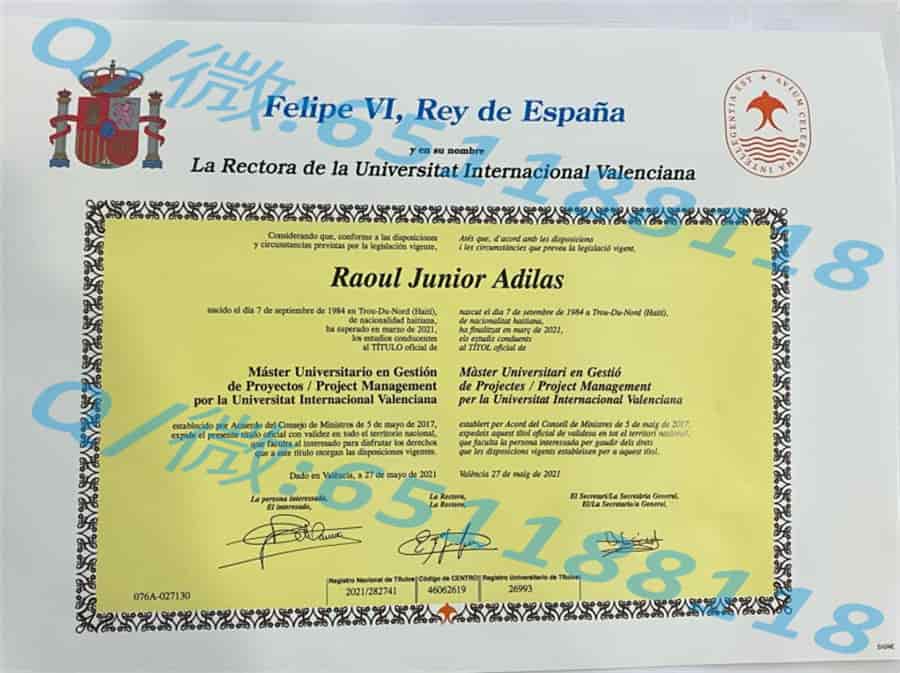 Q/微:651188118
Felipe VI, Rey de España
y en su nombre
La Rectora de la Universitat Internacional Valenciana
INTELEGENTIA EST ✦ AVIUM CELEBRIMA
Considerando que, conforme a las disposiciones
y circunstancias previstas por la legislación vigente,
Atés que, d'acord amb les disposicions
i les circumstàncies que preveu la legislació vigent,
Raoul Junior Adilas
nacido el día 7 de septiembre de 1984 en Trou-Du-Nord (Haití),
de nacionalidad haitiana,
ha superado en marzo de 2021,
los estudios conducentes
al TÍTULO oficial de
nascut el dia 7 de setembre de 1984 a Trou-Du-Nord (Haití),
de nacionalitat haitiana,
ha finalitzat en març de 2021,
els estudis conduents
al TÍTOL oficial de
Máster Universitario en Gestión
de Proyectos / Project Management
por la Universitat Internacional Valenciana
Màster Universitari en Gestió
de Projectes / Project Management
per la Universitat Internacional Valenciana
establecido por Acuerdo del Consejo de Ministros de 5 de mayo de 2017,
expide el presente título oficial con validez en todo el territorio nacional,
que faculta al interesado para disfrutar los derechos
que a este título otorgan las disposiciones vigentes.
establert per Acord del Consell de Ministres de 5 de maig de 2017,
expedeix aquest títol oficial de validesa en tot el territori nacional,
que faculta la persona interessada per gaudir dels drets
que les disposicions vigents estableixen per a aquest títol.
Dado en València, a 27 de mayo de 2021
València 27 de maig de 2021
La persona interessada,
El interesado,
La Rectora,
La Rectora,
El Secretari/La Secretària General,
El/La Secretario/a General,
Q/微:651188118
Registro Nacional de Títulos
Código de CENTRO
Registro Universitario de Títulos
2021/282741
46062619
26993
076A-027130
SIGNE